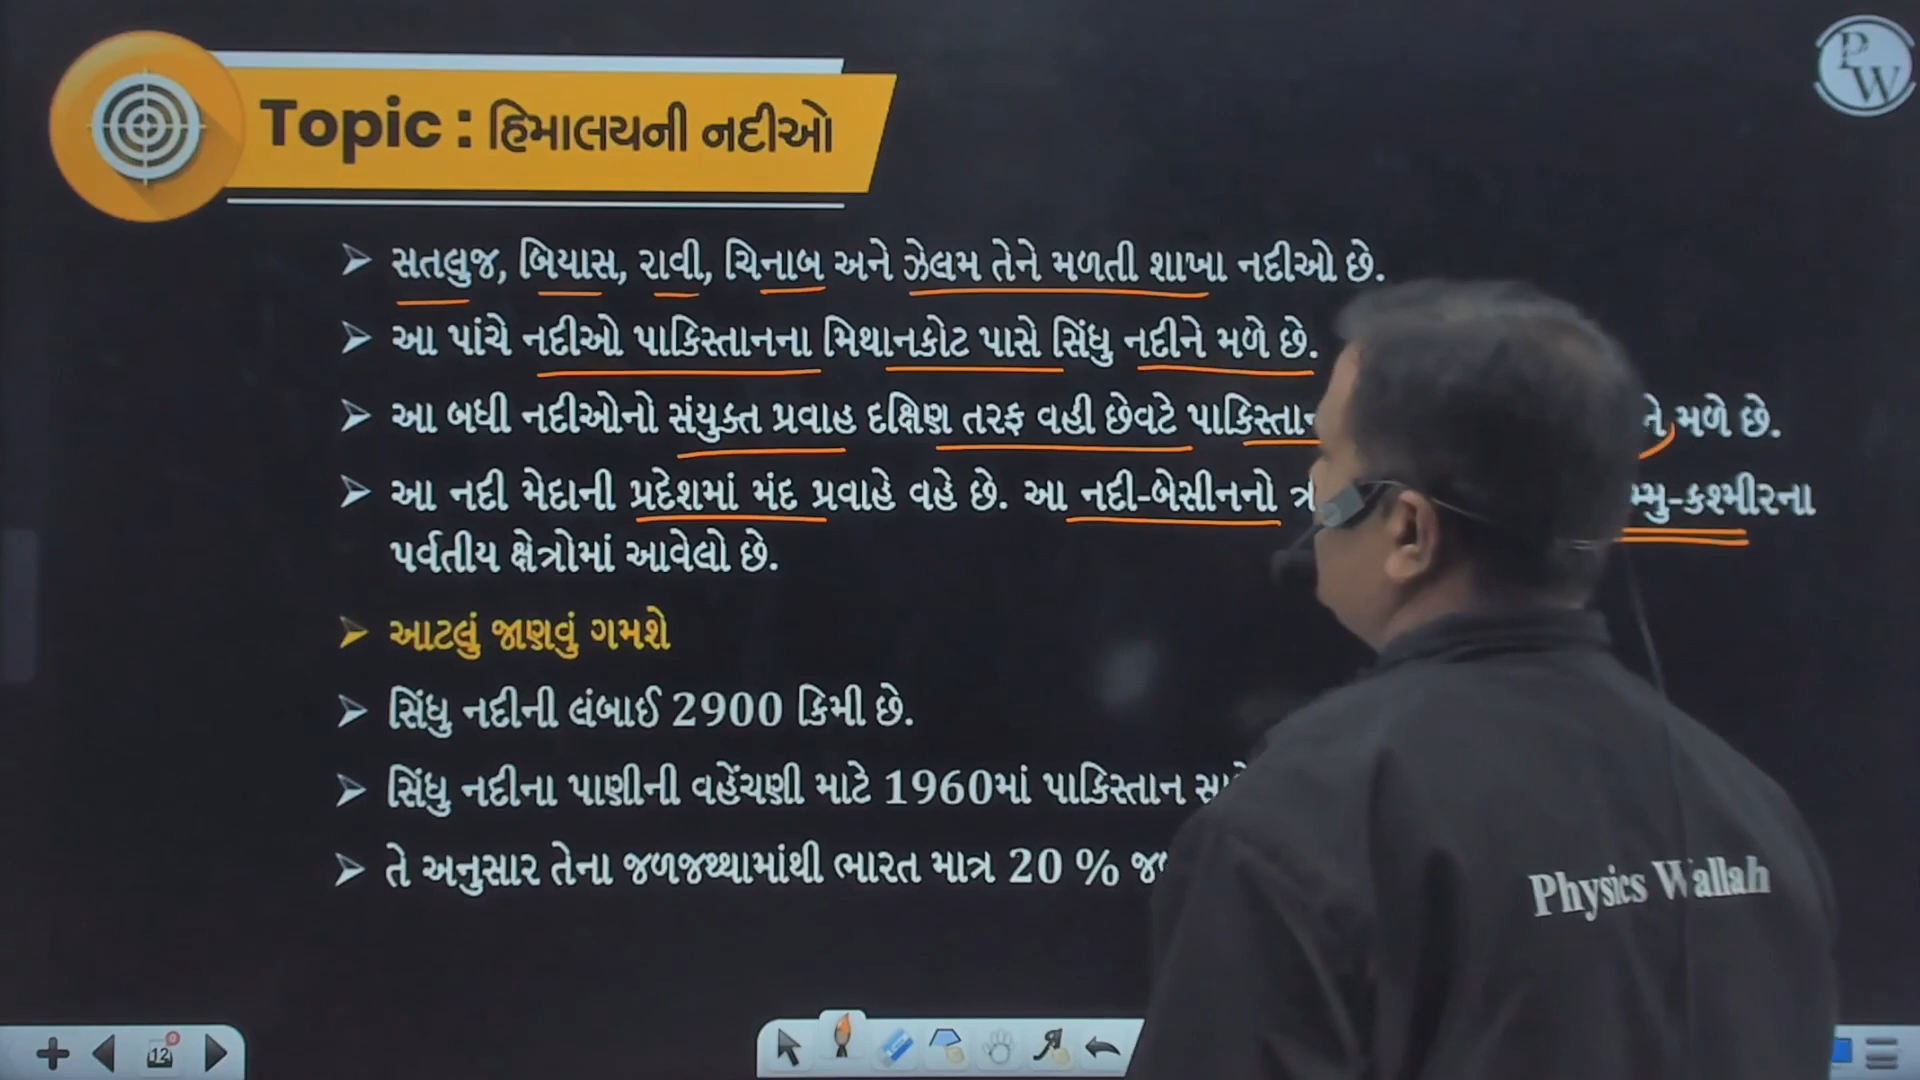 PW
Topic : હિમાલયની નદીઓ
➢ સતલુજ, બિયાસ, રાવી, ચિનાબ અને ઝેલમ તેને મળતી શાખા નદીઓ છે.
➢ આ પાંચે નદીઓ પાકિસ્તાનના મિથાનકોટ પાસે સિંધુ નદીને મળે છે.
➢ આ બધી નદીઓનો સંયુક્ત પ્રવાહ દક્ષિણ તરફ વહી છેવટે પાકિસ્તાન ને મળે છે.
➢ આ નદી મેદાની પ્રદેશમાં મંદ પ્રવાહે વહે છે. આ નદી-બેસીનનો મ્મુ-કશ્મીરના
પર્વતીય ક્ષેત્રોમાં આવેલો છે.
➢ આટલું જાણવું ગમશે
➢ સિંધુ નદીની લંબાઈ 2900 કિમી છે.
➢ સિંધુ નદીના પાણીની વહેંચણી માટે 1960માં પાકિસ્તાન
➢ તે અનુસાર તેના જળજથ્થામાંથી ભારત માત્ર 20 %
Physics Wallah
12